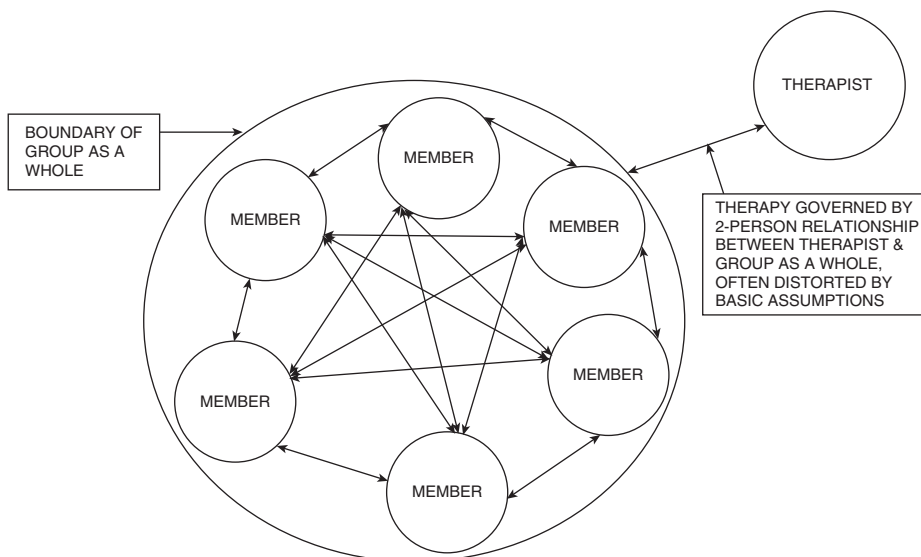 THERAPIST
BOUNDARY OF
GROUP AS A
WHOLE
MEMBER
MEMBER
MEMBER
THERAPY GOVERNED BY
2-PERSON RELATIONSHIP
BETWEEN THERAPIST &
GROUP AS A WHOLE,
OFTEN DISTORTED BY
BASIC ASSUMPTIONS
MEMBER
MEMBER
MEMBER